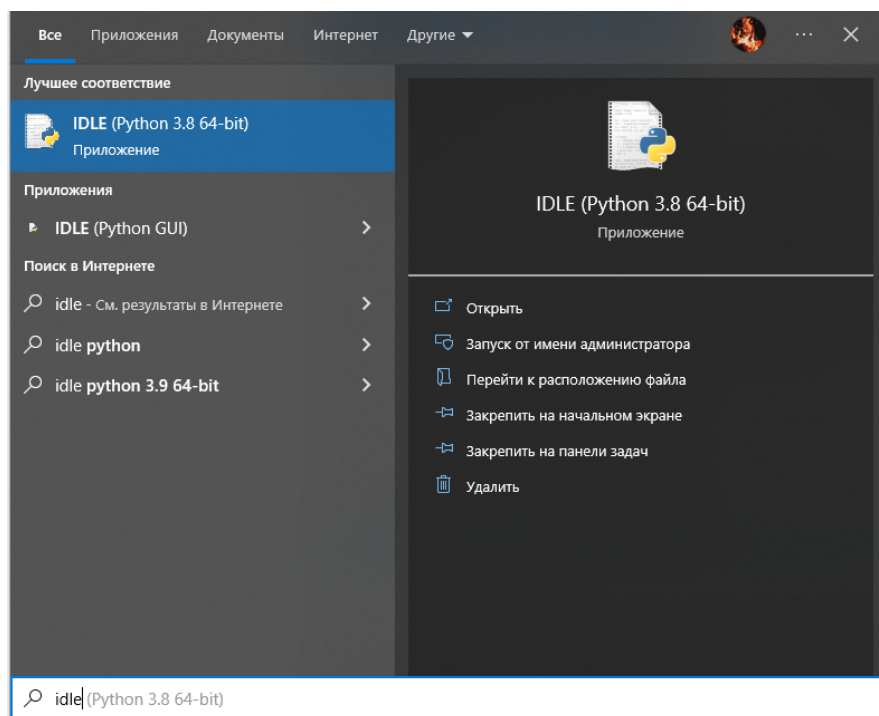 Все Приложения Документы Интернет Другие
Лучшее соответствие
IDLE (Python 3.8 64-bit)
Приложение
Приложения
IDLE (Python GUI)
Поиск в Интернете
idle - См. результаты в Интернете
idle python
idle python 3.9 64-bit
IDLE (Python 3.8 64-bit)
Приложение
Открыть
Запуск от имени администратора
Перейти к расположению файла
Закрепить на начальном экране
Закрепить на панели задач
Удалить
idle (Python 3.8 64-bit)